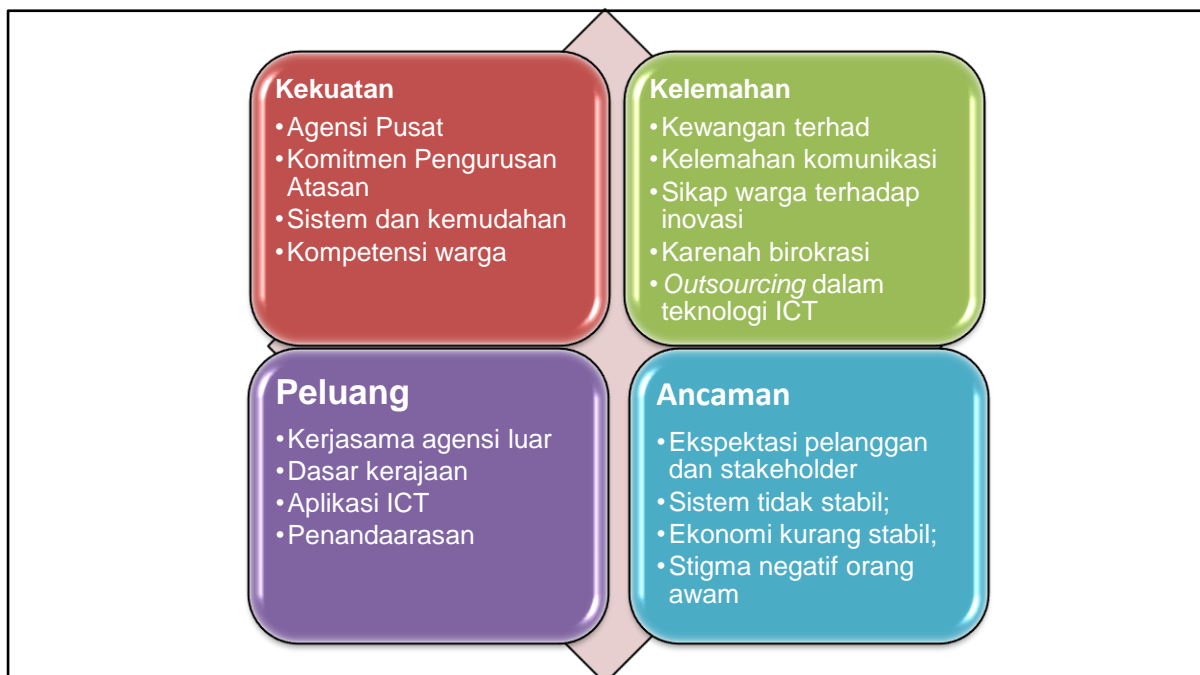 Kekuatan
•Agensi Pusat
•Komitmen Pengurusan
Atasan
•Sistem dan kemudahan
•Kompetensi warga
Kelemahan
•Kewangan terhad
•Kelemahan komunikasi
•Sikap warga terhadap
inovasi
•Karenah birokrasi
•Outsourcing dalam
teknologi ICT
Peluang
•Kerjasama agensi luar
•Dasar kerajaan
•Aplikasi ICT
•Penandaarasan
Ancaman
•Ekspektasi pelanggan
dan stakeholder
•Sistem tidak stabil;
•Ekonomi kurang stabil;
•Stigma negatif orang
awam